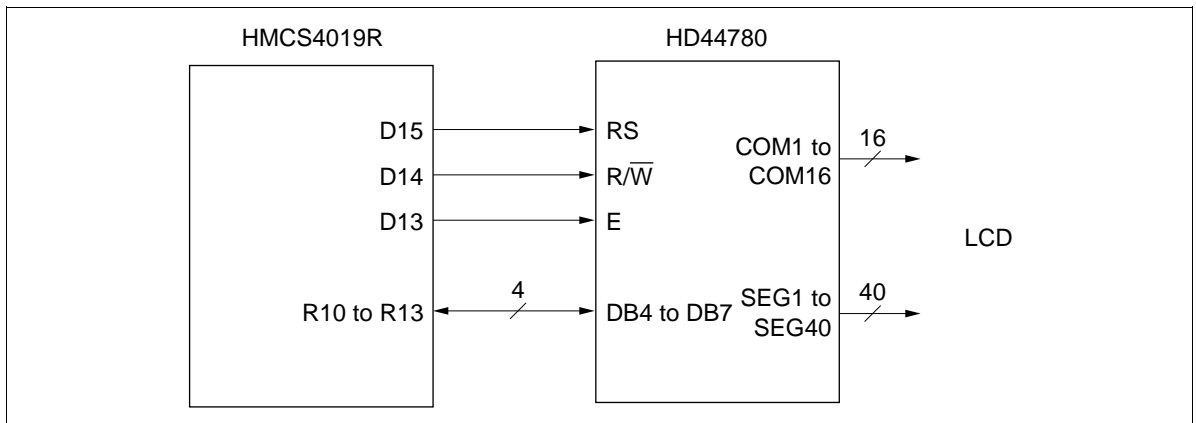 HMCS4019R
HD44780
D15
RS
D14
R/W̅
D13
E
R10 to R13
4
DB4 to DB7
COM1 to
COM16
16
SEG1 to
SEG40
40
LCD